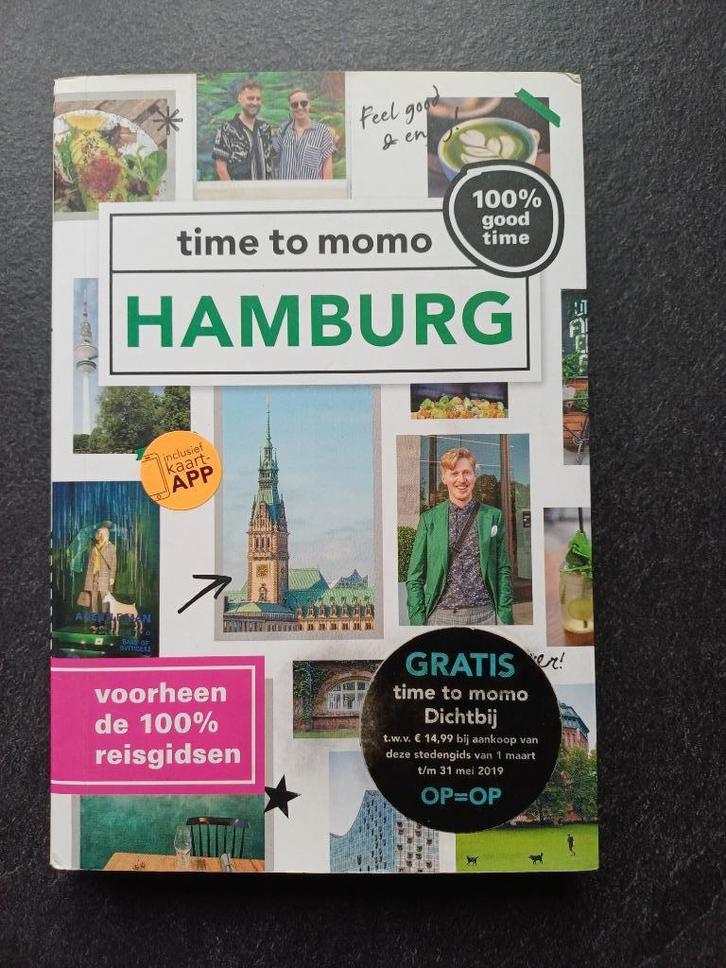 Feel good
&
100%
good
time
time to momo
HAMBURG
inclusief
kaart-
APP
voorheen
de 100%
reisgidsen
GRATIS
time to momo
Dichtbij
t.w.v. € 14,99 bij aankoop van
deze stedengids van 1 maart
t/m 31 mei 2019
OP=OP